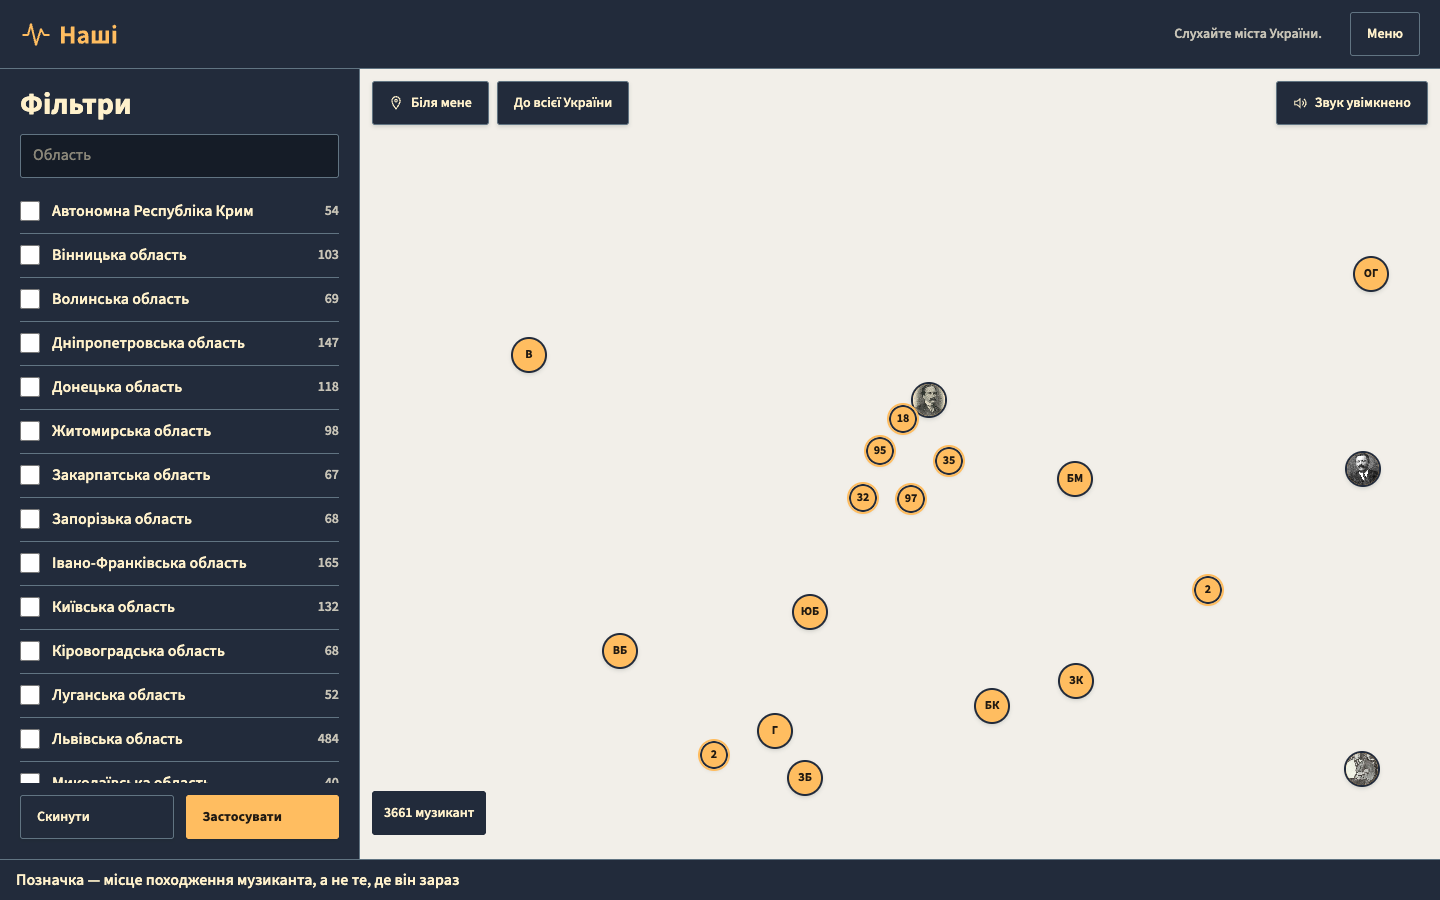 Наші
Слухайте міста України.
Меню
Фільтри
Область
Автономна Республіка Крим 54
Вінницька область 103
Волинська область 69
Дніпропетровська область 147
Донецька область 118
Житомирська область 98
Закарпатська область 67
Запорізька область 68
Івано-Франківська область 165
Київська область 132
Кіровоградська область 68
Луганська область 52
Львівська область 484
Миколаївська область 40
Скинути
Застосувати
Біля мене
До всієї України
Звук увімкнено
ОГ
В
18
95
35
БМ
32
97
2
ЮБ
ВБ
ЗК
БК
Г
2
ЗБ
3661 музикант
Позначка — місце походження музиканта, а не те, де він зараз